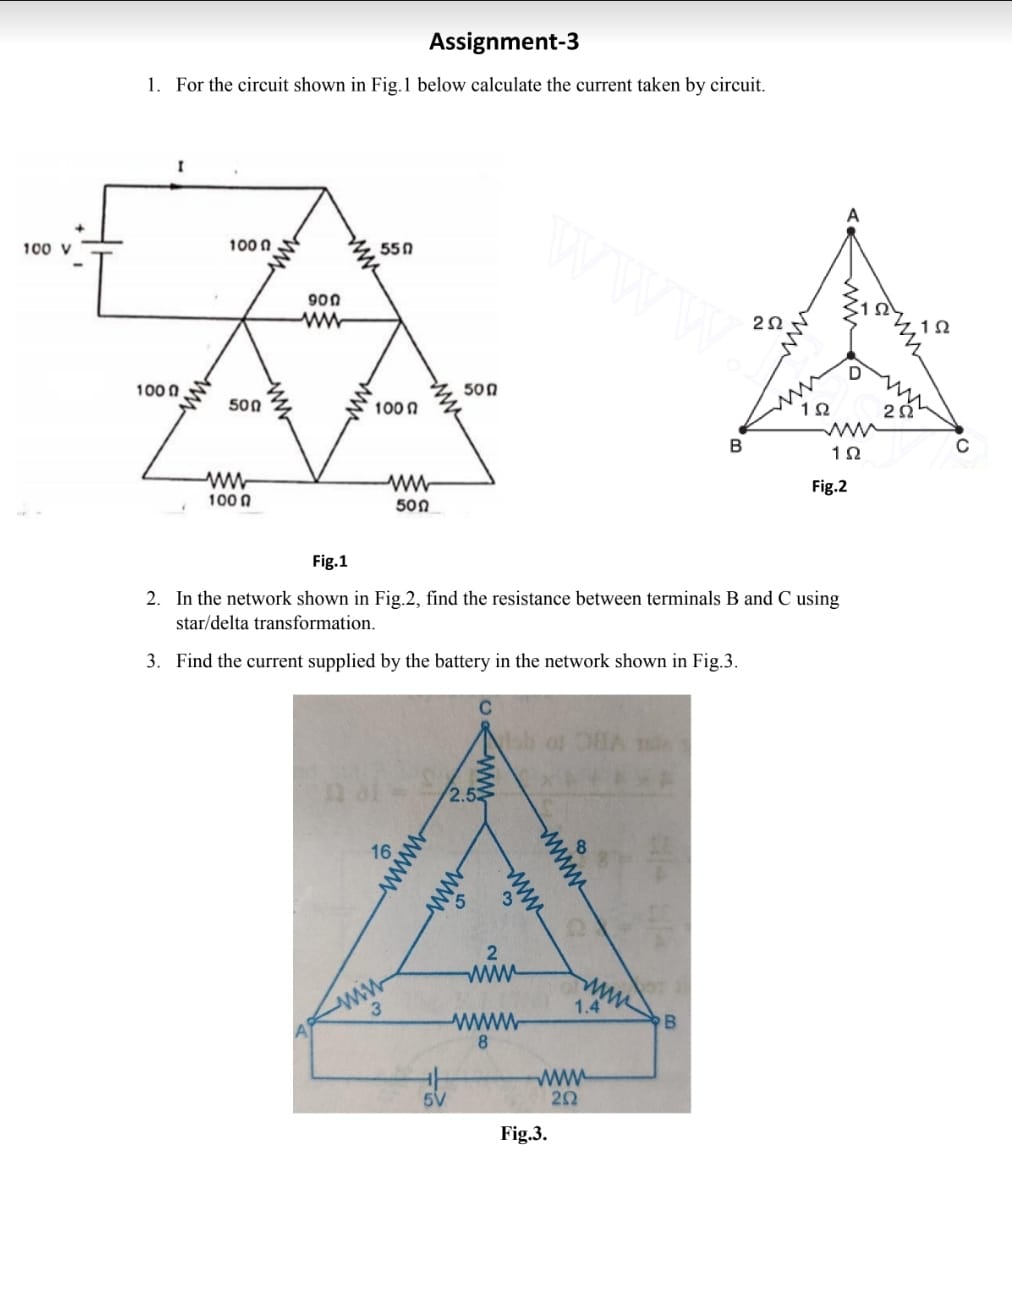 Assignment-3
1. For the circuit shown in Fig.1 below calculate the current taken by circuit.
I
+
100 V
-
100 Ω
55 Ω
90 Ω
100 Ω
50 Ω
100 Ω
50 Ω
100 Ω
50 Ω
Fig.1
A
2 Ω
1 Ω
1 Ω
D
1 Ω
2 Ω
B
1 Ω
C
Fig.2
2. In the network shown in Fig.2, find the resistance between terminals B and C using
star/delta transformation.
3. Find the current supplied by the battery in the network shown in Fig.3.
C
2.5
16
8
5
3
2
3
1.4
A
B
8
5V
2Ω
Fig.3.